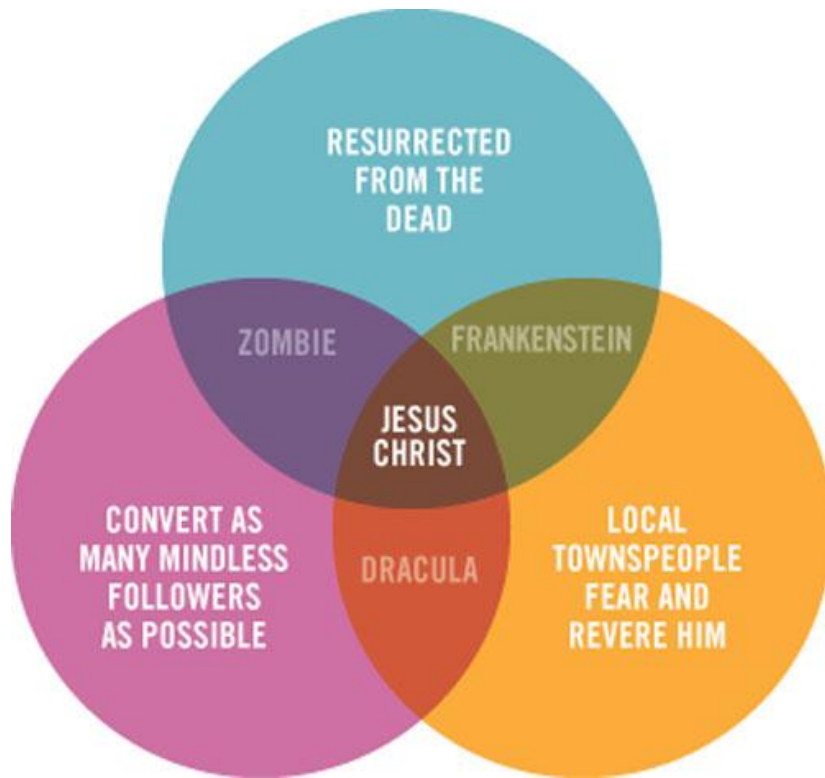 RESURRECTED
FROM THE
DEAD
ZOMBIE
FRANKENSTEIN
JESUS
CHRIST
CONVERT AS
MANY MINDLESS
FOLLOWERS
AS POSSIBLE
DRACULA
LOCAL
TOWNSPEOPLE
FEAR AND
REVERE HIM